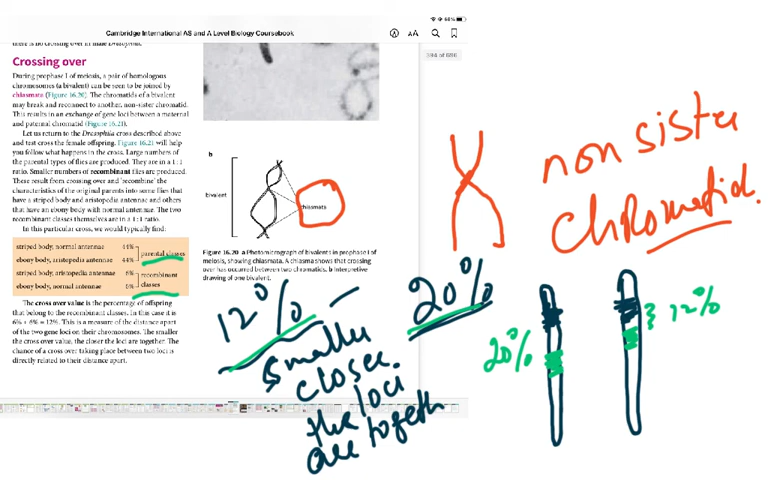 60%
Cambridge International AS and A Level Biology Coursebook
AA
there is no crossing over in male Drosophila.
Crossing over
During prophase I of meiosis, a pair of homologous
chromosomes (a bivalent) can be seen to be joined by
chiasmata (Figure 16.20). The chromatids of a bivalent
may break and reconnect to another, non-sister chromatid.
This results in an exchange of gene loci between a
maternal and paternal chromatid (Figure 16.21).
Let us return to the Drosophila cross described above
and test cross the female offspring. Figure 16.21 will help
you follow what happens in the cross. Large numbers of
the parental types of flies are produced. They are in a 1:1
ratio. Smaller numbers of recombinant flies are produced.
These result from crossing over and 'recombine' the
characteristics of the original parents into some flies that
have a striped body and aristopedia antennae and others
that have an ebony body with normal antennae. The two
recombinant classes themselves are in a 1:1 ratio.
In this particular cross, we would typically find:
striped body, normal antennae 44%
ebony body, aristopedia antennae 44%
parental classes
striped body, aristopedia antennae 6%
ebony body, normal antennae 6%
recombinant
classes
The cross over value is the percentage of offspring
that belong to the recombinant classes. In this case it is
6% + 6% = 12%. This is a measure of the distance apart
of the two gene loci on their chromosomes. The smaller
the cross over value, the closer the loci are together. The
chance of a cross over taking place between two loci is
directly related to their distance apart.
b
bivalent
chiasmata
Figure 16.20 a Photomicrograph of bivalents in prophase I of
meiosis, showing chiasmata. A chiasma shows that crossing
over has occurred between two chromatids. b Interpretive
drawing of one bivalent.
non sister
chromatid.
12% – 20%
smaller
closer
the loci
are together
20%
12%